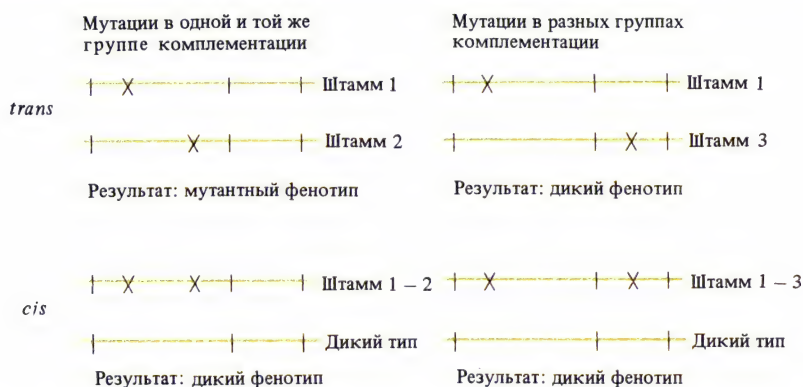 Мутации в одной и той же
группе комплементации
trans
Штамм 1
Штамм 2
Результат: мутантный фенотип
Мутации в разных группах
комплементации
Штамм 1
Штамм 3
Результат: дикий фенотип
cis
Штамм 1 – 2
Дикий тип
Результат: дикий фенотип
Штамм 1 – 3
Дикий тип
Результат: дикий фенотип